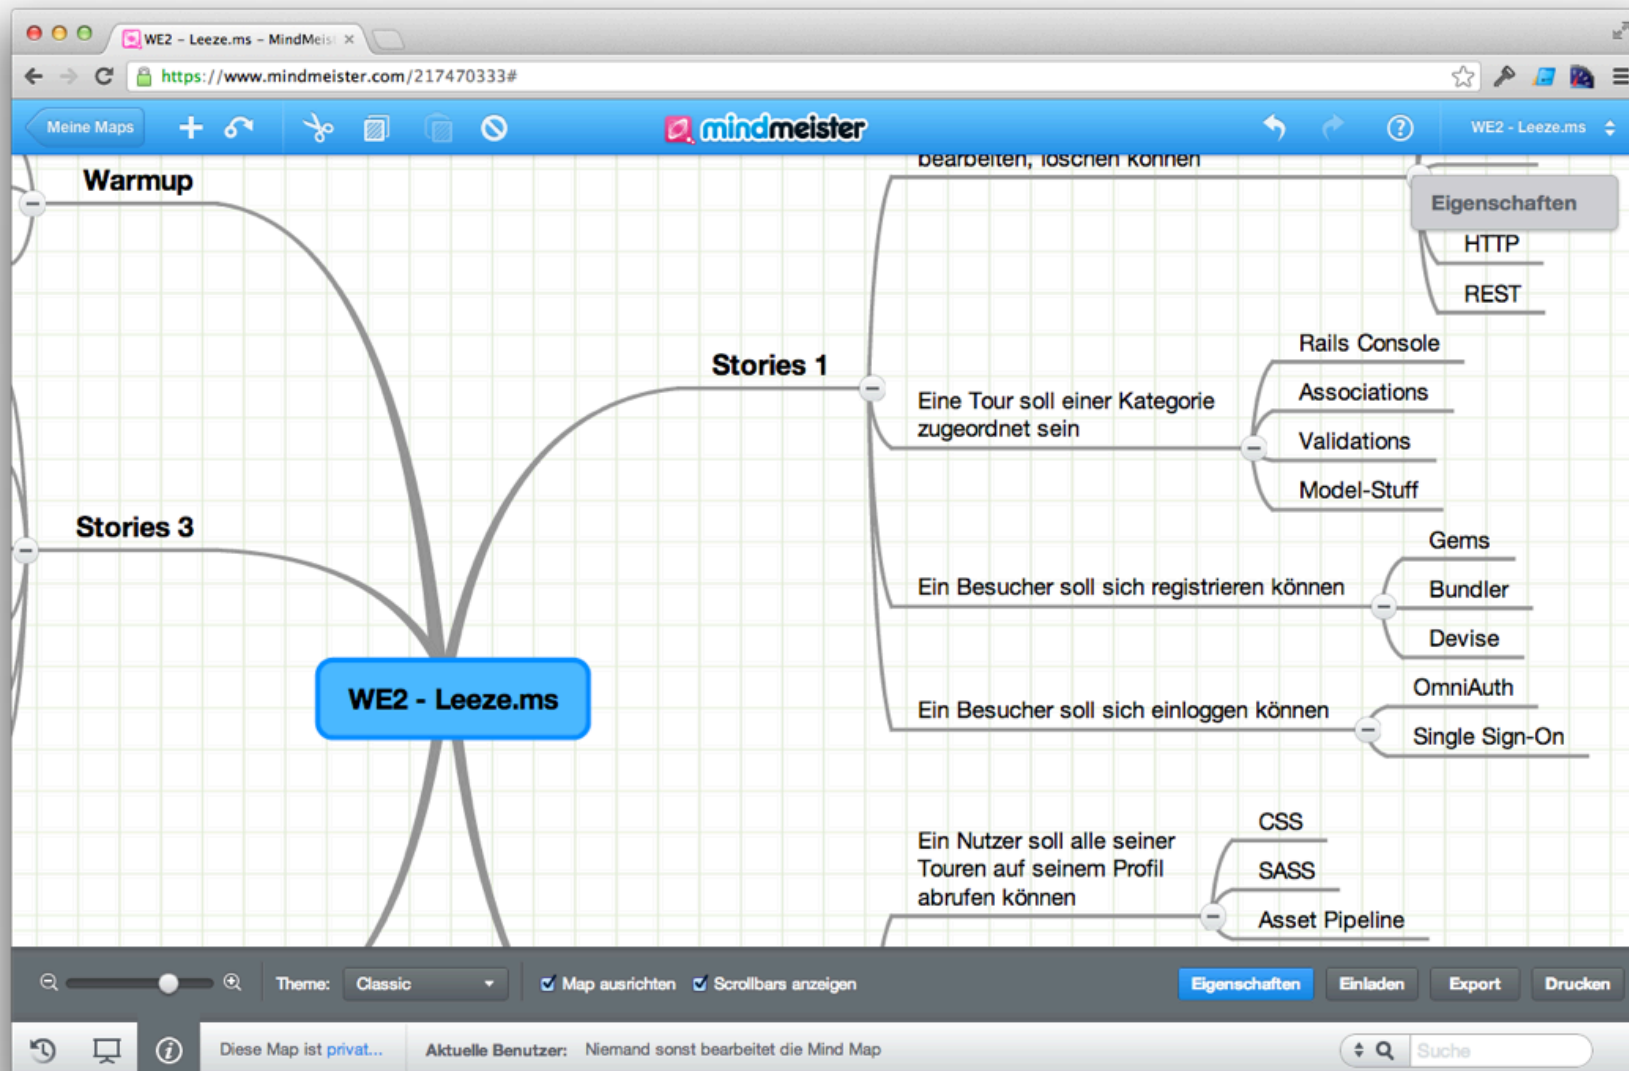 WE2 – Leeze.ms – MindMeis
https://www.mindmeister.com/217470333#
Meine Maps
mindmeister
WE2 - Leeze.ms
Warmup
bearbeiten, löschen können
Eigenschaften
HTTP
REST
Stories 1
Eine Tour soll einer Kategorie
zugeordnet sein
Rails Console
Associations
Validations
Model-Stuff
Stories 3
Ein Besucher soll sich registrieren können
Gems
Bundler
Devise
WE2 - Leeze.ms
Ein Besucher soll sich einloggen können
OmniAuth
Single Sign-On
Ein Nutzer soll alle seiner
Touren auf seinem Profil
abrufen können
CSS
SASS
Asset Pipeline
Theme: Classic
Map ausrichten
Scrollbars anzeigen
Eigenschaften
Einladen
Export
Drucken
Diese Map ist privat...
Aktuelle Benutzer: Niemand sonst bearbeitet die Mind Map
Suche